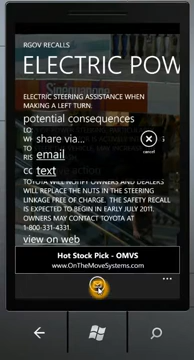 RGOV RECALLS
ELECTRIC POW
ELECTRIC STEERING ASSISTANCE WHEN
MAKING A LEFT TURN.
potential consequences
share via...
cancel
email
text
TOYOTA WILL NOTIFY OWNERS AND DEALERS
WILL REPLACE THE NUTS IN THE STEERING
LINKAGE FREE OF CHARGE. THE SAFETY RECALL
IS EXPECTED TO BEGIN IN EARLY JULY 2011.
OWNERS MAY CONTACT TOYOTA AT
1-800-331-4331.
view on web
Hot Stock Pick - OMVS
www.OnTheMoveSystems.com